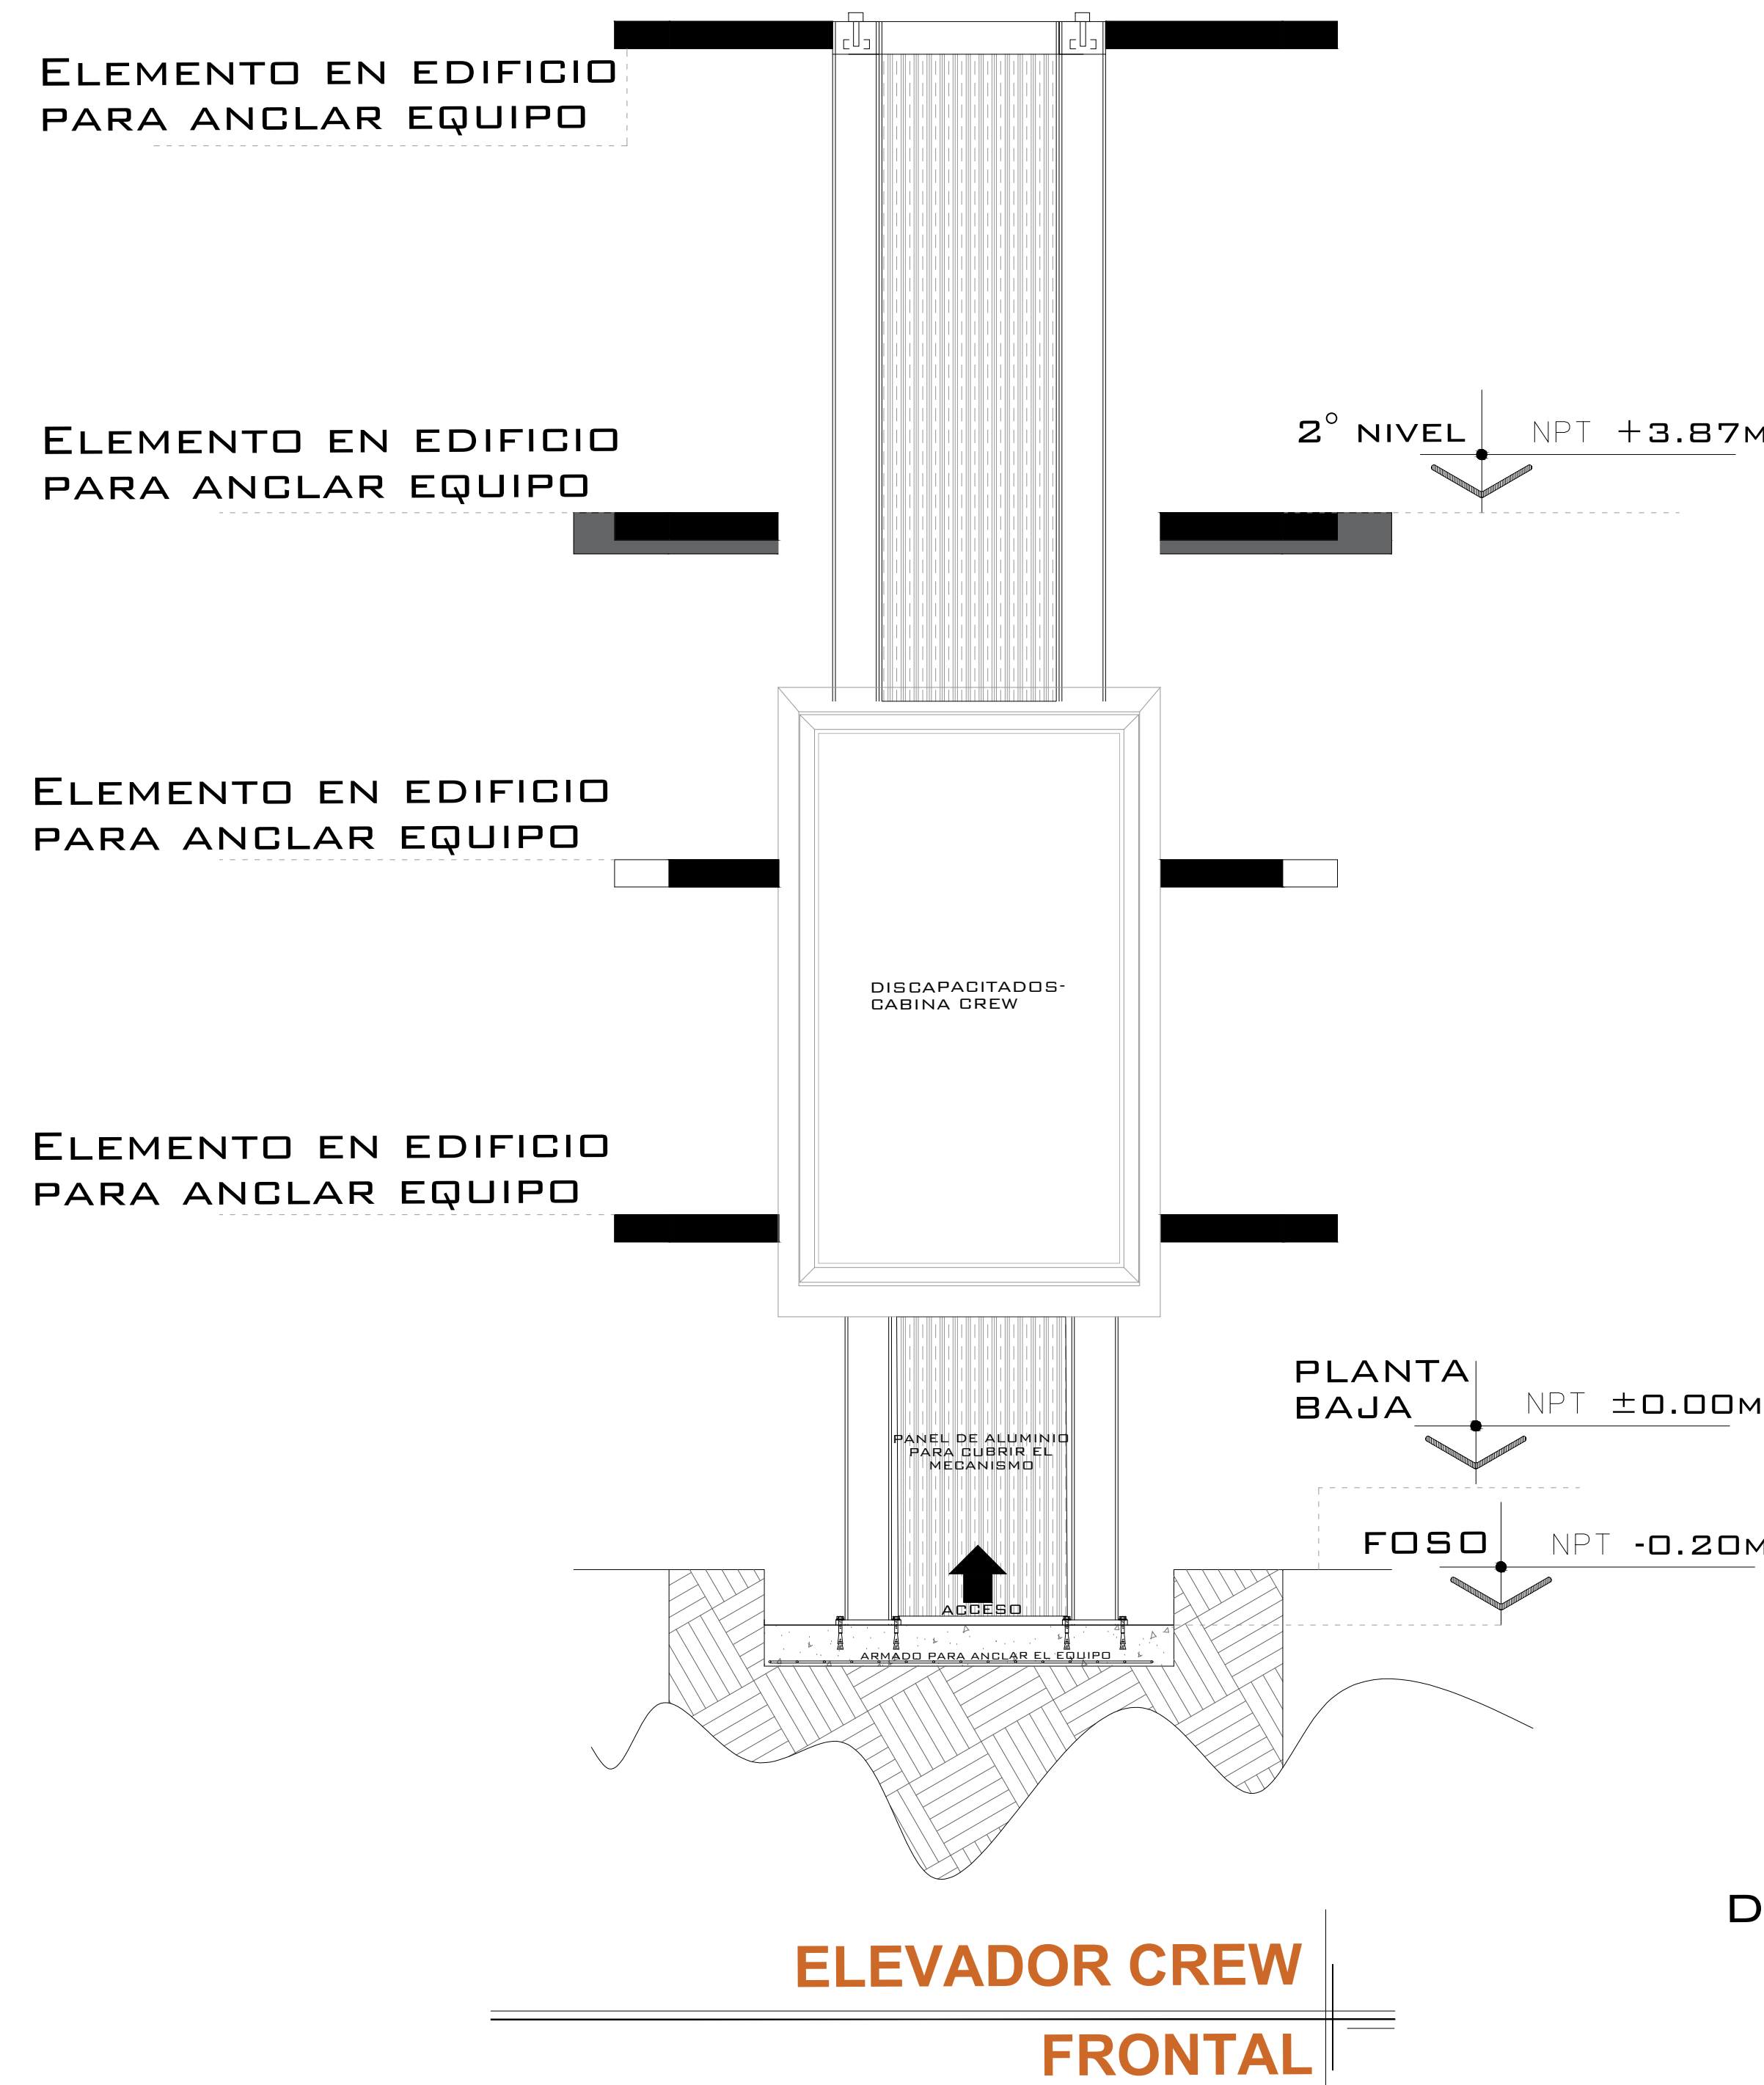 ELEMENTO EN EDIFICIO
PARA ANCLAR EQUIPO
2° NIVEL NPT +3.87M
ELEMENTO EN EDIFICIO
PARA ANCLAR EQUIPO
ELEMENTO EN EDIFICIO
PARA ANCLAR EQUIPO
DISCAPACITADOS-
CABINA CREW
ELEMENTO EN EDIFICIO
PARA ANCLAR EQUIPO
PLANTA
BAJA NPT ±0.00M
PANEL DE ALUMINIO
PARA CUBRIR EL
MECANISMO
FOSO NPT -0.20M
ACCESO
ARMADO PARA ANCLAR EL EQUIPO
D
ELEVADOR CREW
FRONTAL